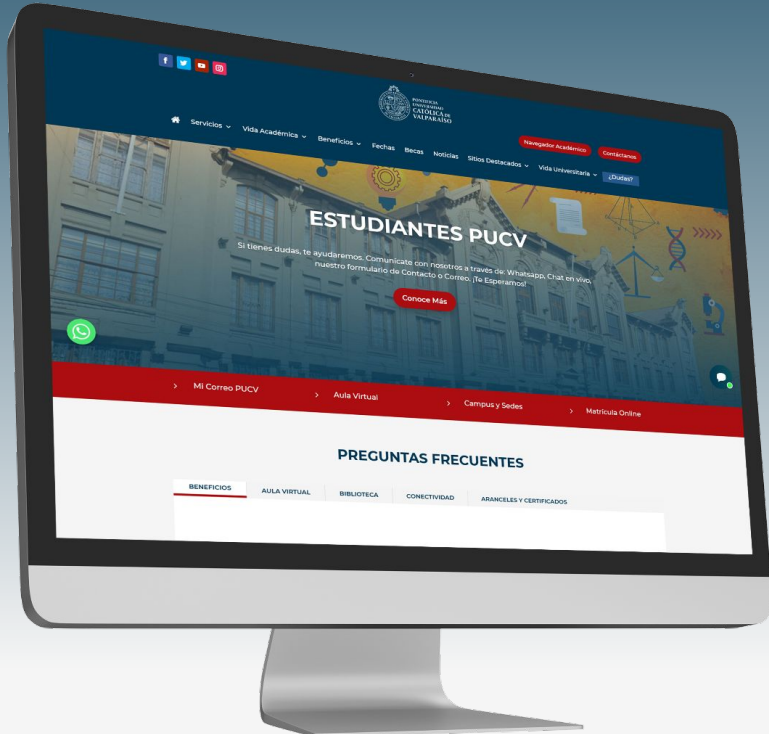 PONTIFICIA
UNIVERSIDAD
CATÓLICA DE
VALPARAÍSO
Navegador Académico
Contáctanos
Servicios
Vida Académica
Beneficios
Fechas
Becas
Noticias
Sitios Destacados
Vida Universitaria
¿Dudas?
ESTUDIANTES PUCV
Si tienes dudas, te ayudaremos. Comunícate con nosotros a través de: Whatsapp, Chat en vivo,
nuestro formulario de Contacto o Correo. ¡Te Esperamos!
Conoce Más
Mi Correo PUCV
Aula Virtual
Campus y Sedes
Matrícula Online
PREGUNTAS FRECUENTES
BENEFICIOS
AULA VIRTUAL
BIBLIOTECA
CONECTIVIDAD
ARANCELES Y CERTIFICADOS